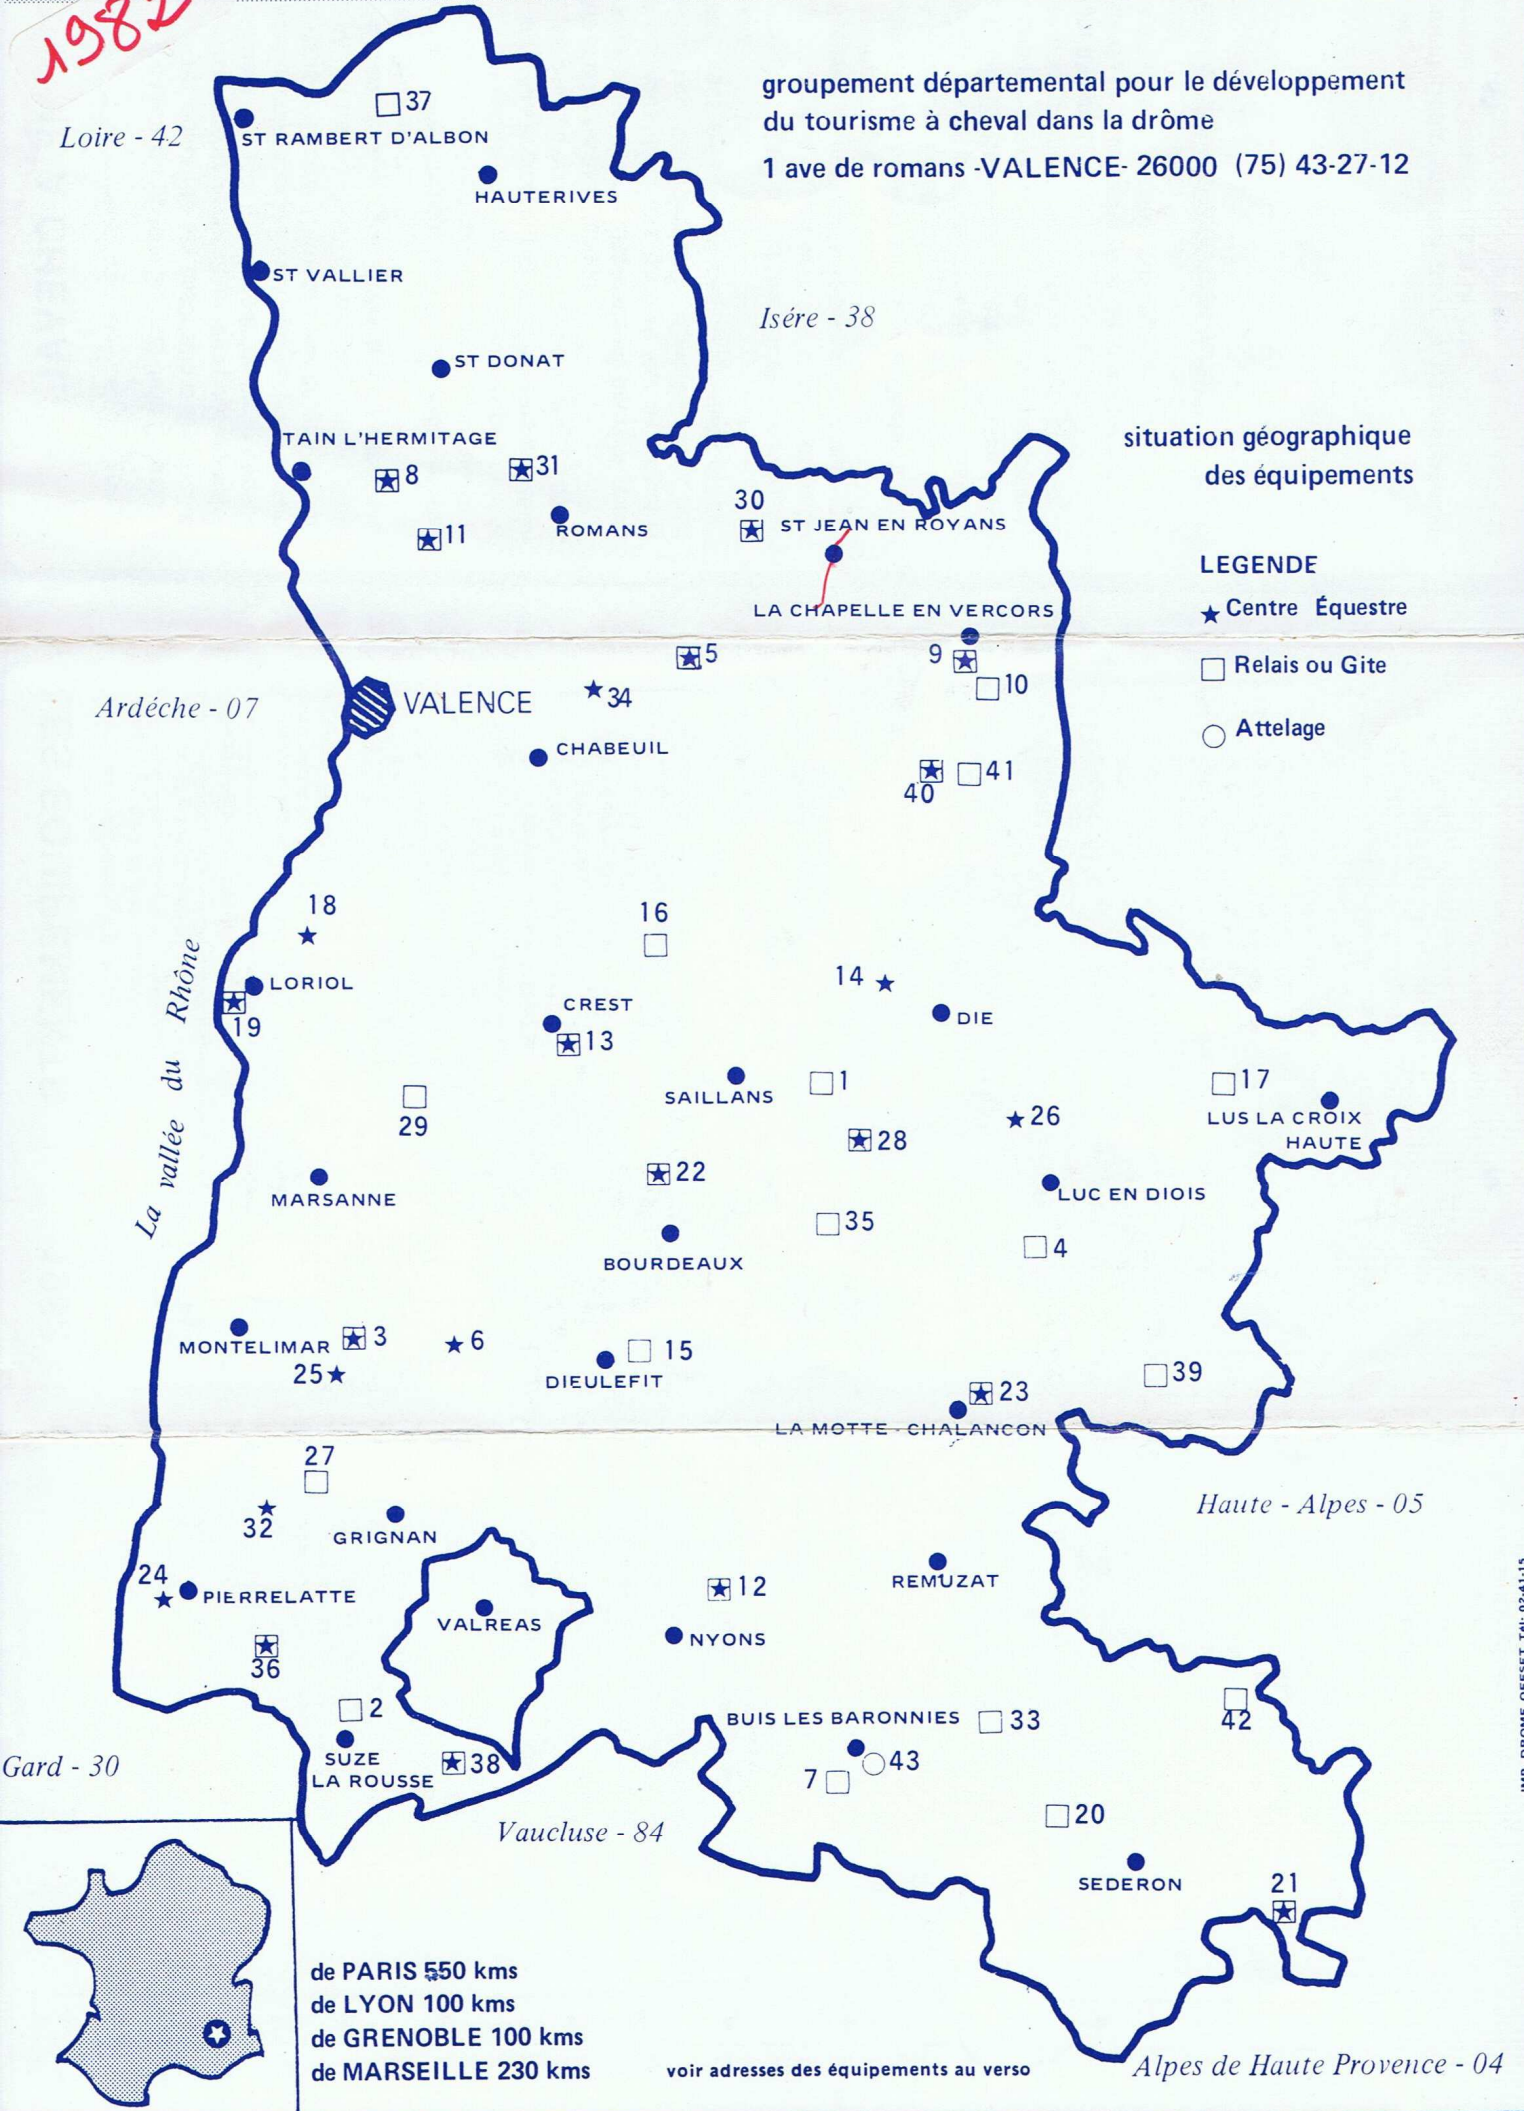 1982
groupement départemental pour le développement
du tourisme à cheval dans la drôme
1 ave de romans -VALENCE- 26000 (75) 43-27-12
Loire - 42
37
ST RAMBERT D'ALBON
HAUTERIVES
ST VALLIER
Isére - 38
ST DONAT
TAIN L'HERMITAGE
8
31
11
ROMANS
30
ST JEAN EN ROYANS
LA CHAPELLE EN VERCORS
situation géographique
des équipements
LEGENDE
Centre Équestre
Relais ou Gite
Attelage
5
9
10
34
Ardéche - 07
VALENCE
CHABEUIL
41
40
18
16
14
LORIOL
19
CREST
13
DIE
La vallée du Rhône
SAILLANS
1
17
LUS LA CROIX
HAUTE
29
26
28
22
MARSANNE
LUC EN DIOIS
35
4
BOURDEAUX
MONTELIMAR
3
6
25
15
DIEULEFIT
39
23
LA MOTTE - CHALANCON
27
32
GRIGNAN
Haute - Alpes - 05
24
PIERRELATTE
VALREAS
12
NYONS
REMUZAT
36
2
SUZE
LA ROUSSE
38
BUIS LES BARONNIES
33
42
43
7
Gard - 30
Vaucluse - 84
20
SEDERON
21
de PARIS 550 kms
de LYON 100 kms
de GRENOBLE 100 kms
de MARSEILLE 230 kms
voir adresses des équipements au verso
Alpes de Haute Provence - 04